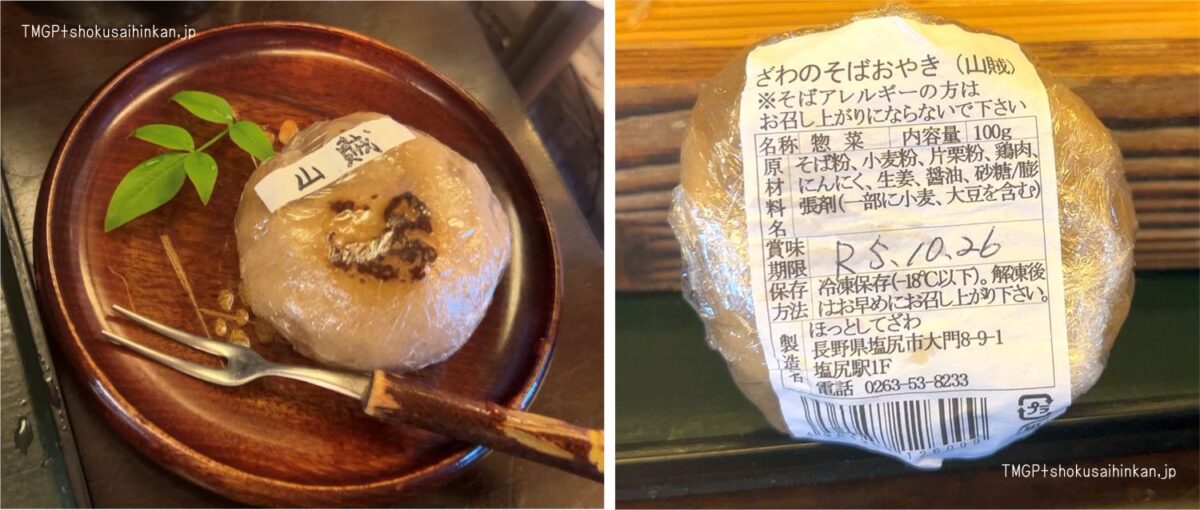 TMGP+shokusaihinkan.jp
山賊
ざわのそばおやき（山賊）
※そばアレルギーの方は
お召し上がりにならないで下さい
名称 惣菜 内容量 100g
原材料名 そば粉、小麦粉、片栗粉、鶏肉、
にんにく、生姜、醤油、砂糖/膨
張剤(一部に小麦、大豆を含む)
賞味期限 R5.10.26
保存方法 冷凍保存(-18℃以下)。解凍後
はお早めにお召し上がり下さい。
製造者 ほっとしてざわ
長野県塩尻市大門8-9-1
塩尻駅1F
電話 0263-53-8233
プラ
TMGP+shokusaihinkan.jp